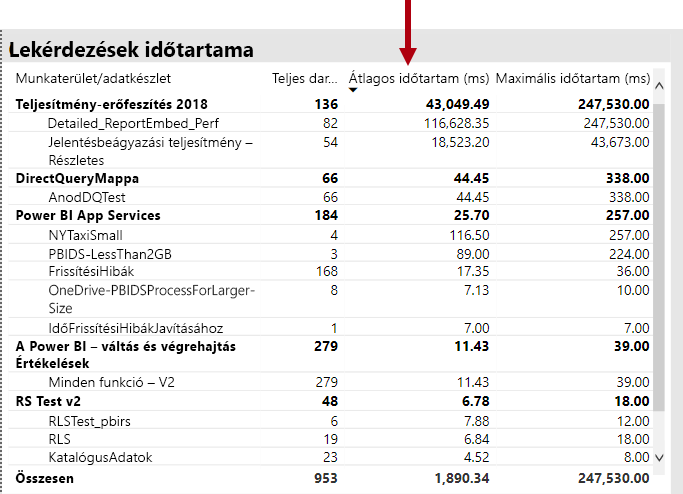 Lekérdezések időtartama
Munkaterület/adatkészlet Teljes dar... Átlagos időtartam (ms) Maximális időtartam (ms)
Teljesítmény-erőfeszítés 2018 136 43,049.49 247,530.00
Detailed_ReportEmbed_Perf 82 116,628.35 247,530.00
Jelentésbeágyazási teljesítmény – 54 18,523.20 43,673.00
Részletes
DirectQueryMappa 66 44.45 338.00
AnodDQTest 66 44.45 338.00
Power BI App Services 184 25.70 257.00
NYTaxiSmall 4 116.50 257.00
PBIDS-LessThan2GB 3 89.00 224.00
FrissítésiHibák 168 17.35 36.00
OneDrive-PBIDSProcessForLarger- 8 7.13 10.00
Size
IdőFrissítésiHibákJavításához 1 7.00 7.00
A Power BI – váltás és végrehajtás 279 11.43 39.00
Értékelések
Minden funkció – V2 279 11.43 39.00
RS Test v2 48 6.78 18.00
RLSTest_pbirs 6 7.88 12.00
RLS 19 6.84 18.00
KatalógusAdatok 23 4.52 8.00
Összesen 953 1,890.34 247,530.00